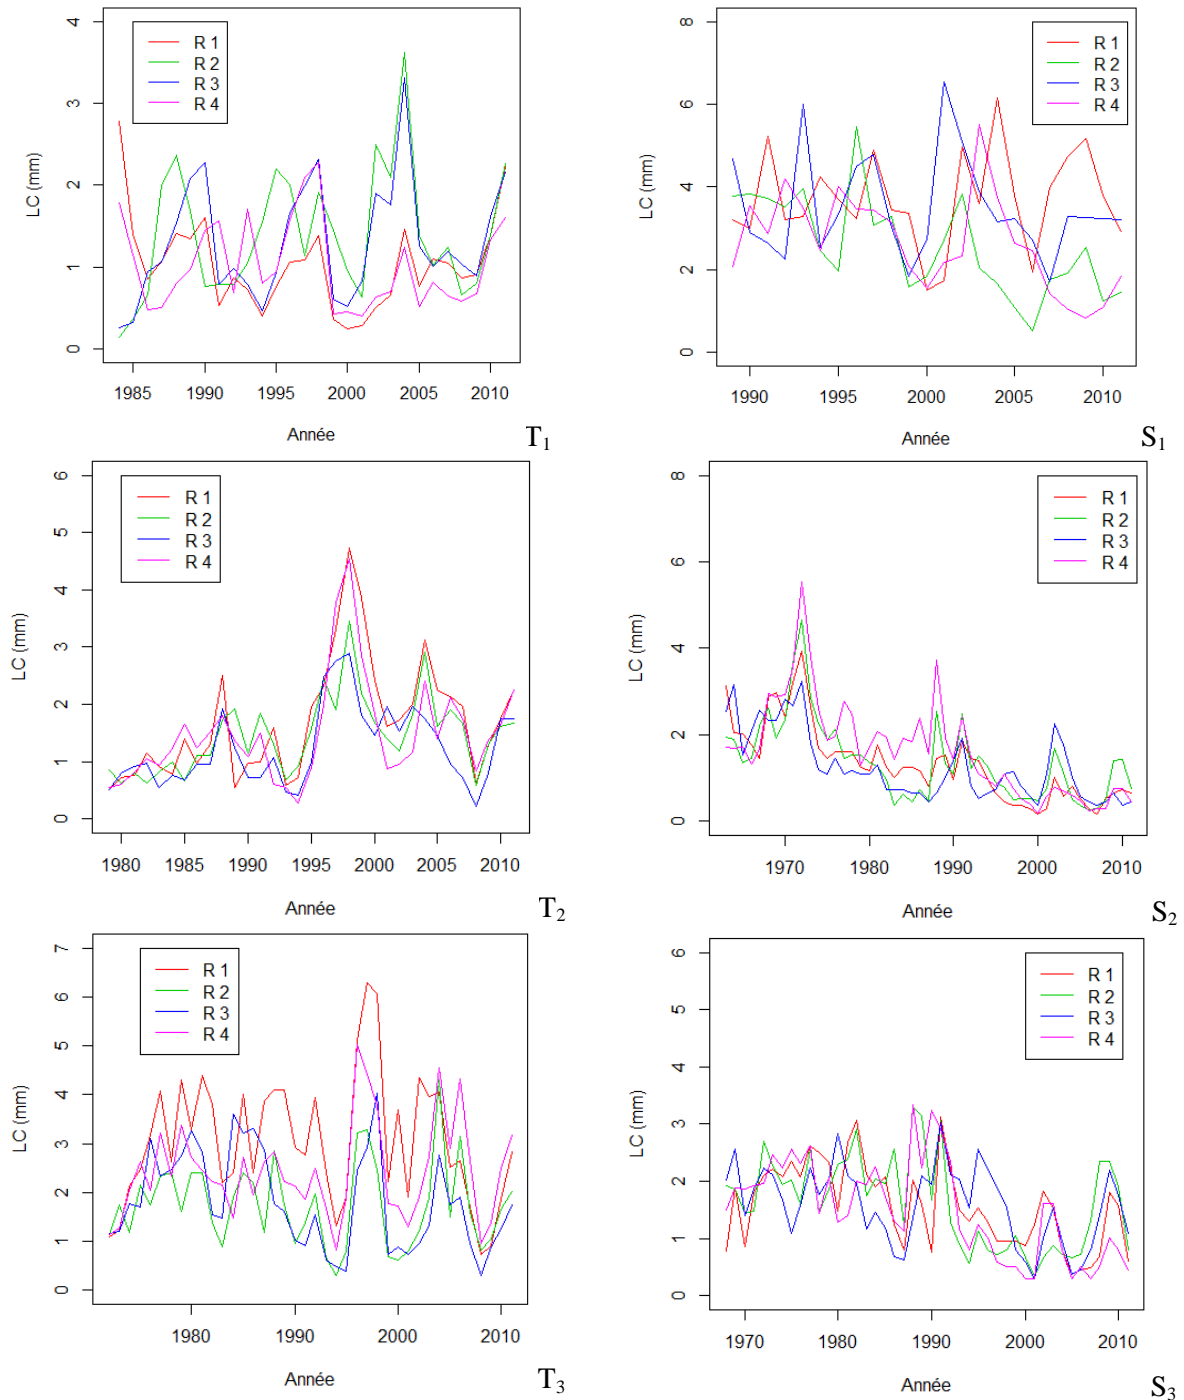 LC (mm)
4
3
2
1
0
R 1
R 2
R 3
R 4
1985 1990 1995 2000 2005 2010
Année
T1
LC (mm)
8
6
4
2
0
R 1
R 2
R 3
R 4
1990 1995 2000 2005 2010
Année
S1
LC (mm)
6
5
4
3
2
1
0
R 1
R 2
R 3
R 4
1980 1985 1990 1995 2000 2005 2010
Année
T2
LC (mm)
8
6
4
2
0
R 1
R 2
R 3
R 4
1970 1980 1990 2000 2010
Année
S2
LC (mm)
7
6
5
4
3
2
1
0
R 1
R 2
R 3
R 4
1980 1990 2000 2010
Année
T3
LC (mm)
6
5
4
3
2
1
0
R 1
R 2
R 3
R 4
1970 1980 1990 2000 2010
Année
S3